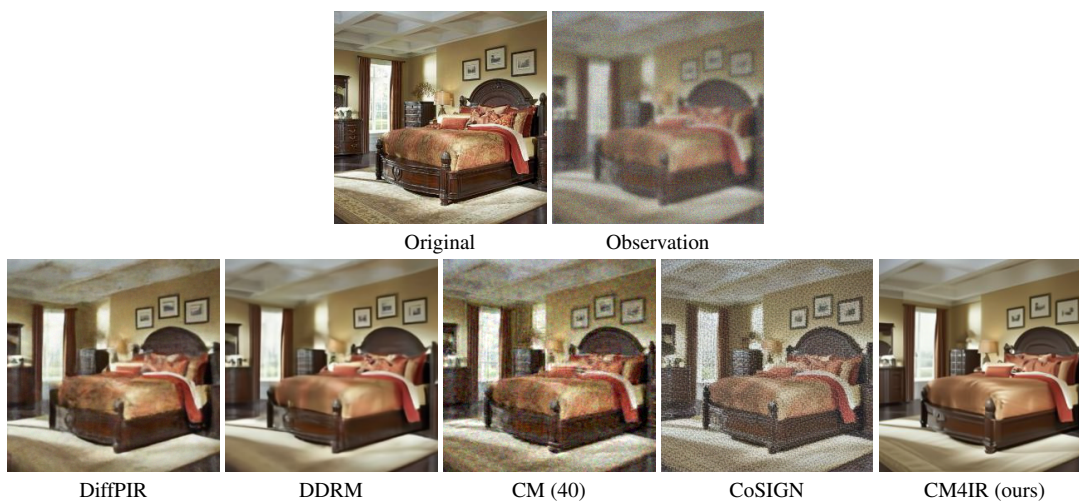 Original
Observation
DiffPIR
DDRM
CM (40)
CoSIGN
CM4IR (ours)